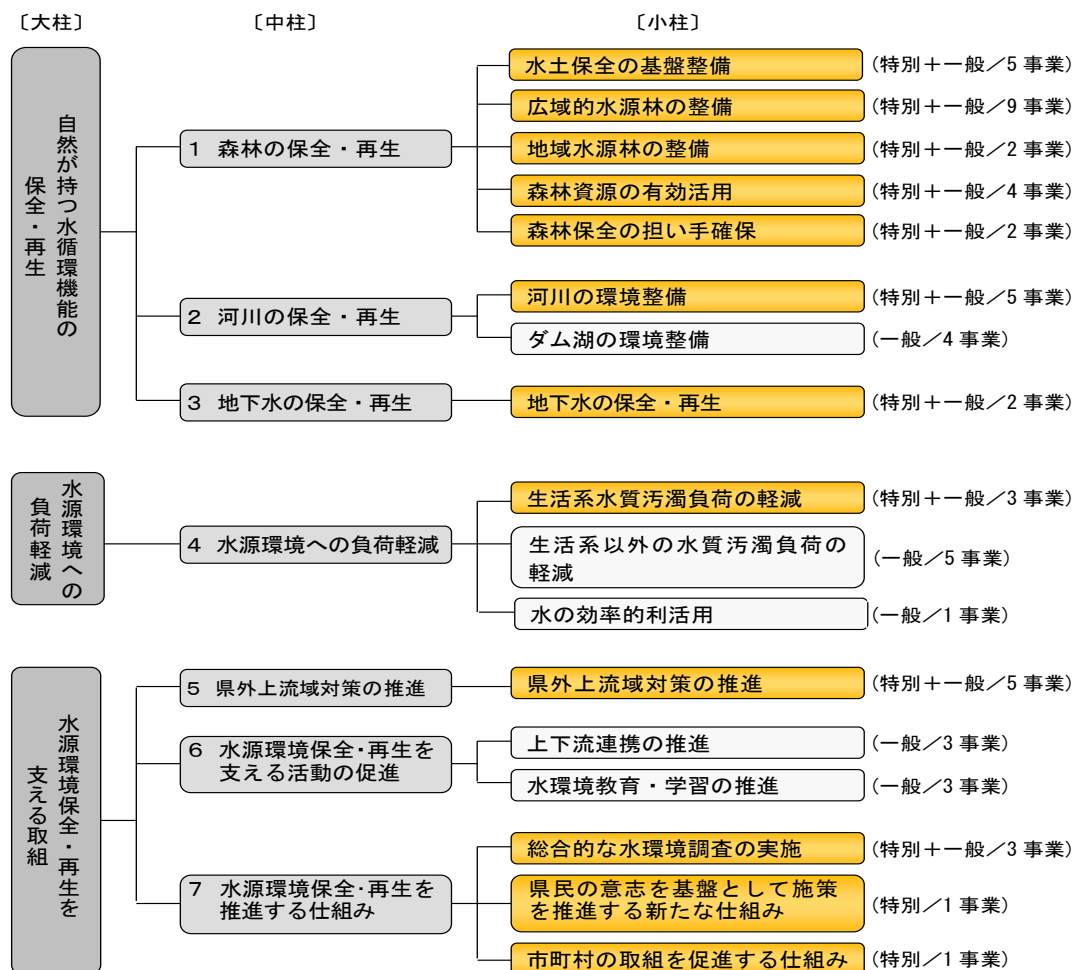 〔大柱〕 〔中柱〕 〔小柱〕
自然が持つ水循環機能の
保全・再生
1 森林の保全・再生
水土保全の基盤整備 (特別＋一般／5 事業)
広域的水源林の整備 (特別＋一般／9 事業)
地域水源林の整備 (特別＋一般／2 事業)
森林資源の有効活用 (特別＋一般／4 事業)
森林保全の担い手確保 (特別＋一般／2 事業)
2 河川の保全・再生
河川の環境整備 (特別＋一般／5 事業)
ダム湖の環境整備 (一般／4 事業)
3 地下水の保全・再生
地下水の保全・再生 (特別＋一般／2 事業)
水源環境への
負荷軽減
4 水源環境への負荷軽減
生活系水質汚濁負荷の軽減 (特別＋一般／3 事業)
生活系以外の水質汚濁負荷の
軽減
(一般／5 事業)
水の効率的利活用 (一般／1 事業)
水源環境保全・再生を
支える取組
5 県外上流域対策の推進
県外上流域対策の推進 (特別＋一般／5 事業)
6 水源環境保全・再生を
支える活動の促進
上下流連携の推進 (一般／3 事業)
水環境教育・学習の推進 (一般／3 事業)
7 水源環境保全・再生を
推進する仕組み
総合的な水環境調査の実施 (特別＋一般／3 事業)
県民の意志を基盤として施策
を推進する新たな仕組み
(特別／1 事業)
市町村の取組を促進する仕組み (特別／1 事業)